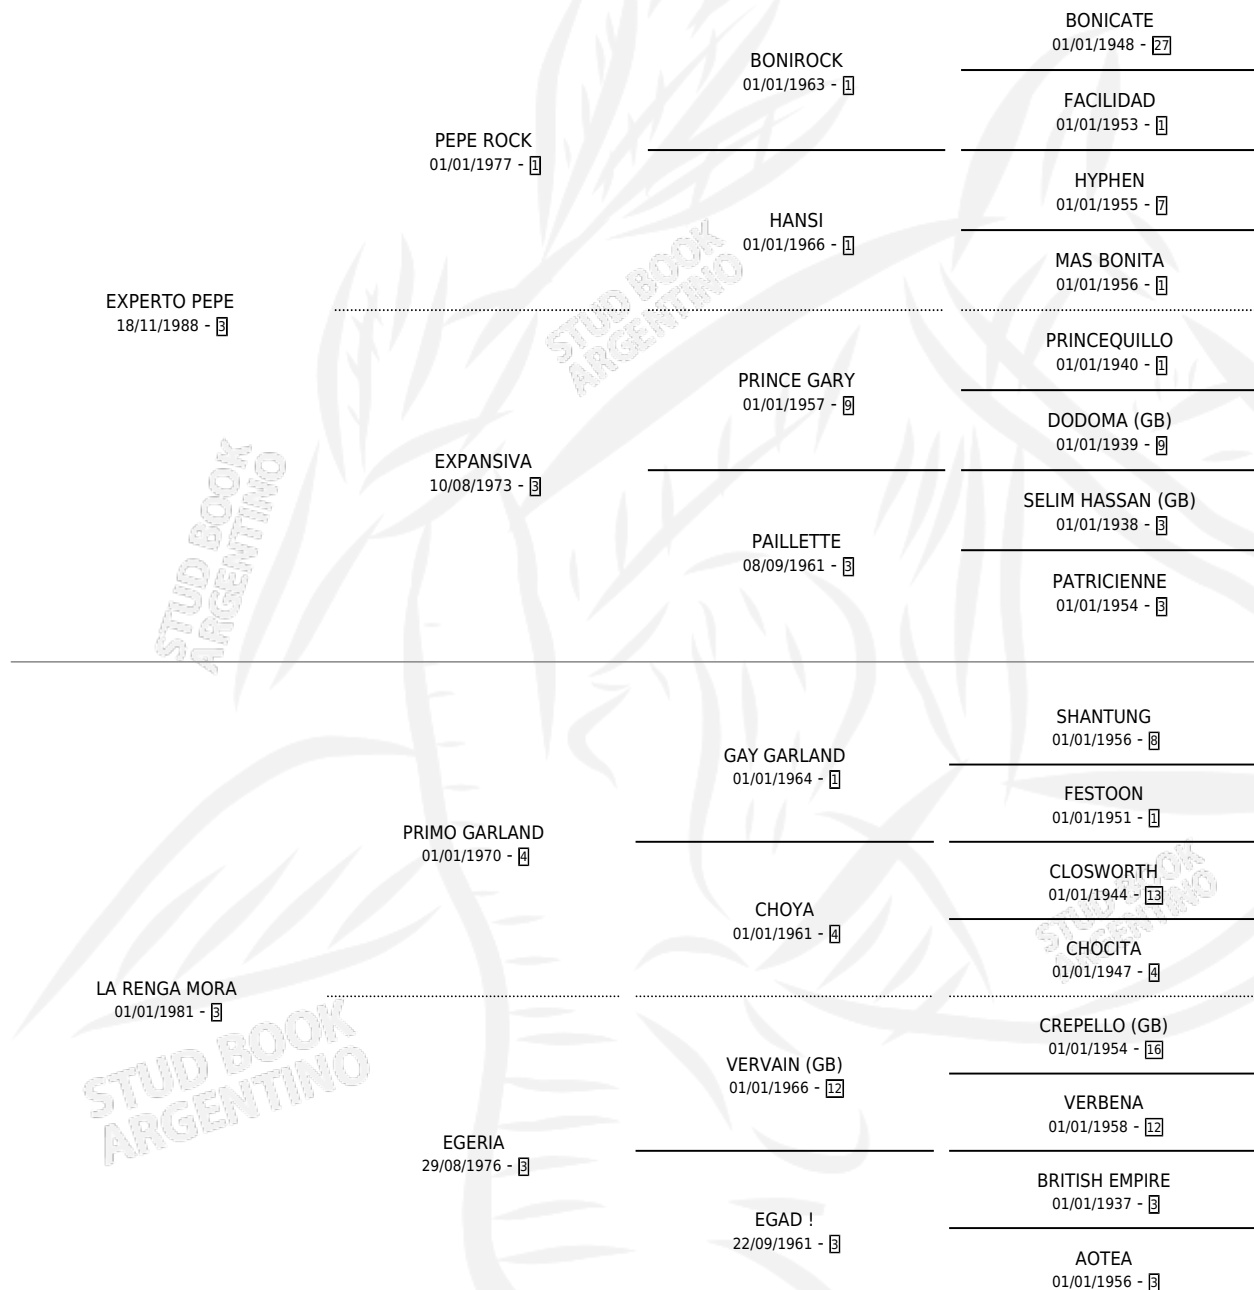 BONICATE
01/01/1948 - 27
BONIROCK
01/01/1963 - 1
FACILIDAD
01/01/1953 - 1
PEPE ROCK
01/01/1977 - 1
HYPHEN
01/01/1955 - 7
HANSI
01/01/1966 - 1
MAS BONITA
01/01/1956 - 1
EXPERTO PEPE
18/11/1988 - 3
PRINCEQUILLO
01/01/1940 - 1
PRINCE GARY
01/01/1957 - 9
DODOMA (GB)
01/01/1939 - 9
EXPANSIVA
10/08/1973 - 3
SELIM HASSAN (GB)
01/01/1938 - 3
PAILLETTE
08/09/1961 - 3
PATRICIENNE
01/01/1954 - 3
STUD BOOK
ARGENTINO
STUD BOOK
ARGENTINO
SHANTUNG
01/01/1956 - 8
GAY GARLAND
01/01/1964 - 1
FESTOON
01/01/1951 - 1
PRIMO GARLAND
01/01/1970 - 4
CLOSWORTH
01/01/1944 - 13
CHOYA
01/01/1961 - 4
CHOCITA
01/01/1947 - 4
STUD BOOK
ARGENTINO
LA RENGA MORA
01/01/1981 - 3
CREPELLO (GB)
01/01/1954 - 16
VERVAIN (GB)
01/01/1966 - 12
VERBENA
01/01/1958 - 12
STUD BOOK
ARGENTINO
EGERIA
29/08/1976 - 3
BRITISH EMPIRE
01/01/1937 - 3
EGAD !
22/09/1961 - 3
AOTEA
01/01/1956 - 3